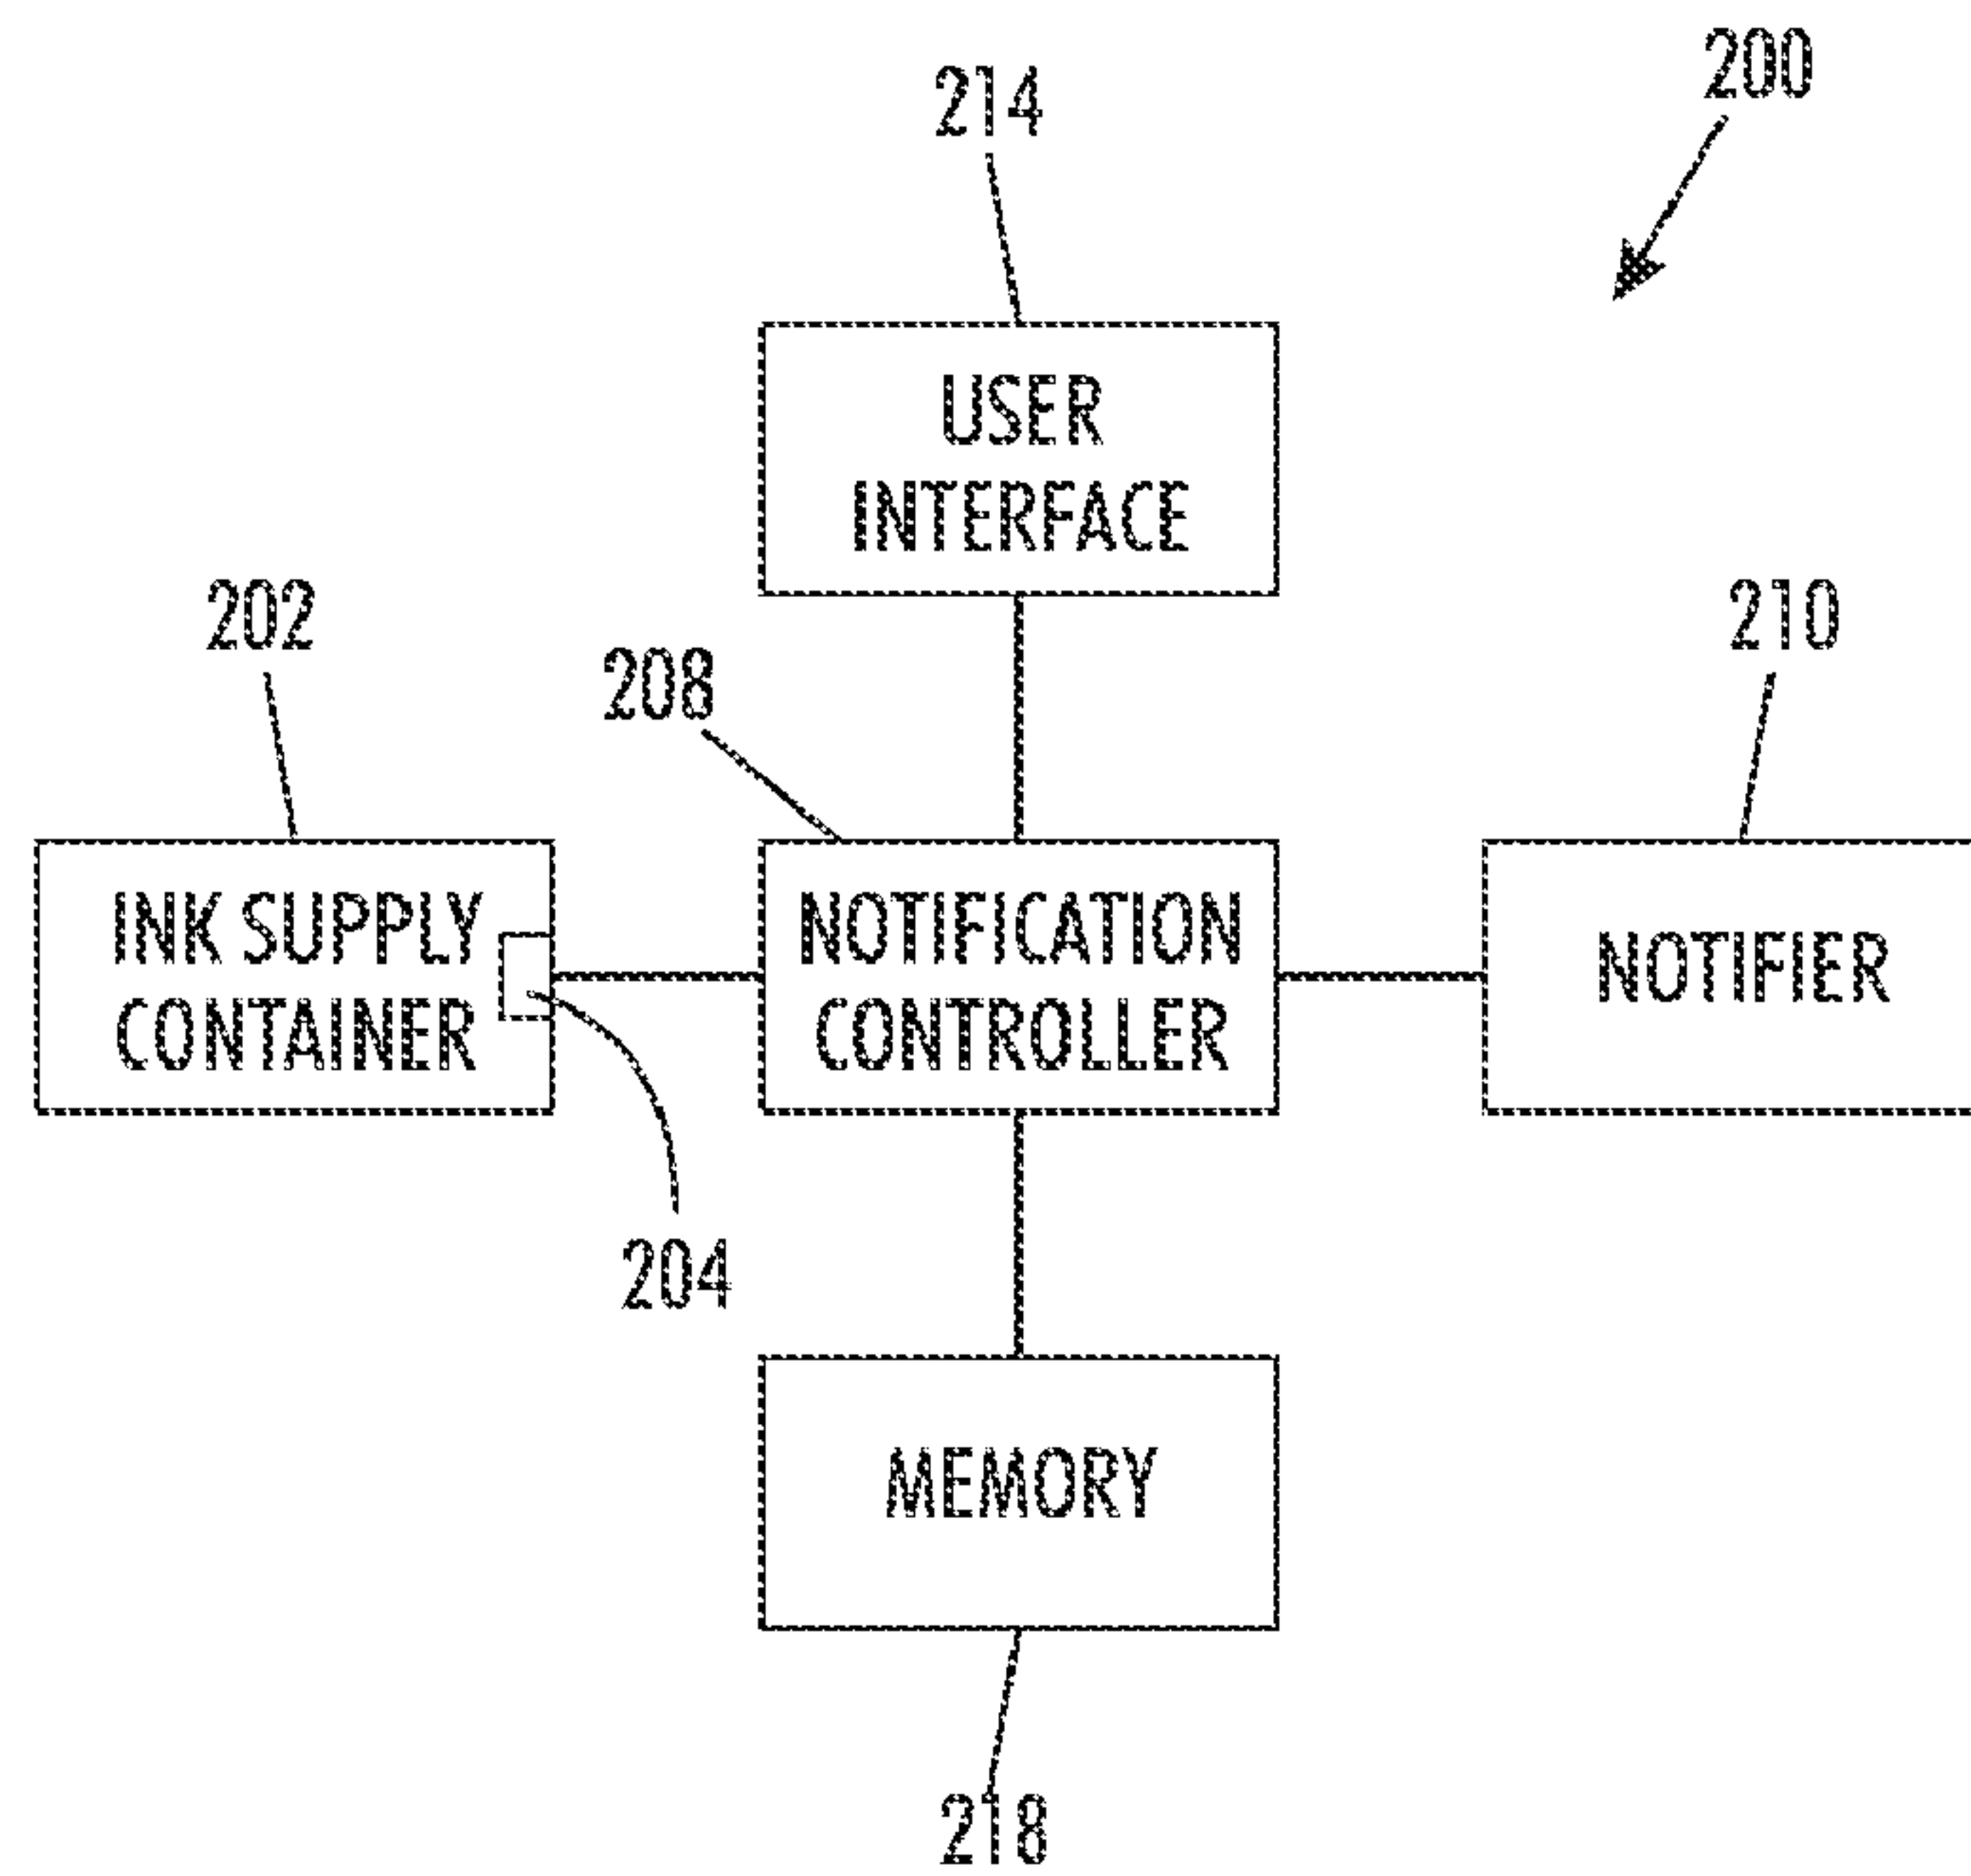 200
214
USER
INTERFACE
202
208
210
INK SUPPLY
CONTAINER
NOTIFICATION
CONTROLLER
NOTIFIER
204
MEMORY
218